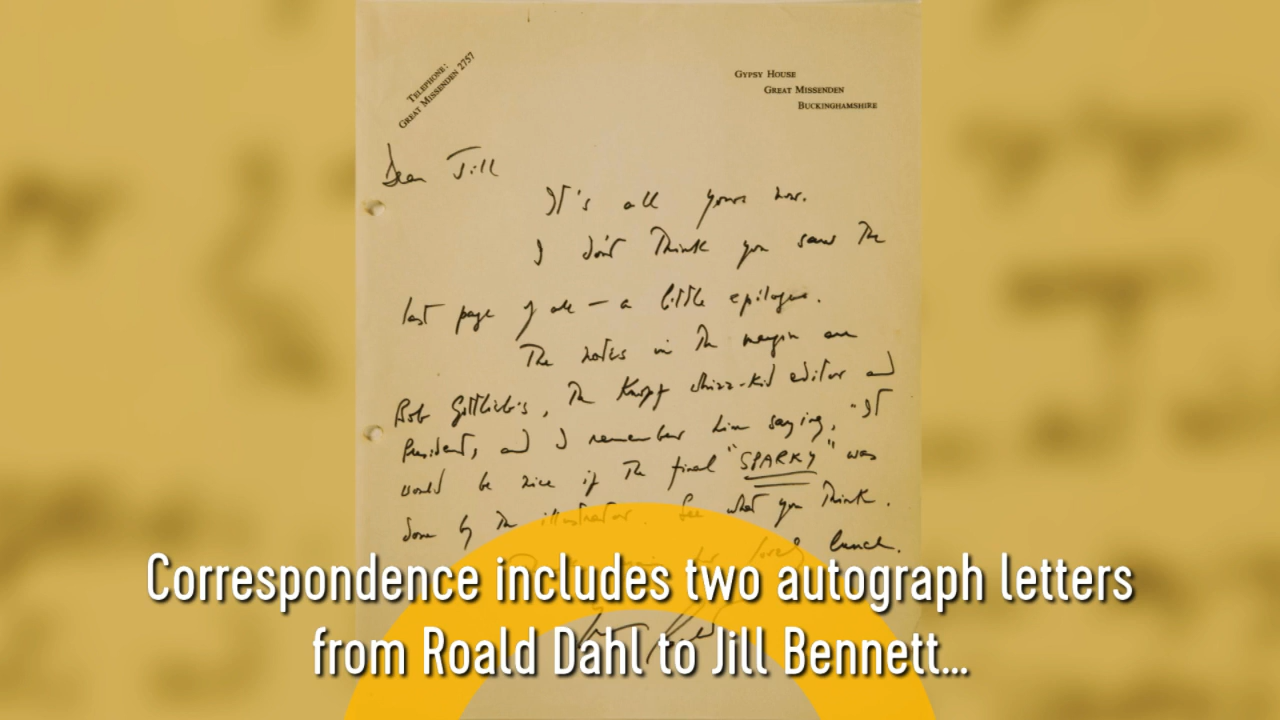 TELEPHONE:
GREAT MISSENDEN 2757
GYPSY HOUSE
GREAT MISSENDEN
BUCKINGHAMSHIRE
Dear Jill
It's all yours now.
I don't think you saw the
last page of all — a little epilogue.
The notes in the margin are
Bob Gottlieb's, the Knopf whizz-kid editor and
President, and I remember him saying, "It
would be nice if the final "SPARKY" was
done by the illustrator. See what you think.
lovely lunch.
Correspondence includes two autograph letters
from Roald Dahl to Jill Bennett...